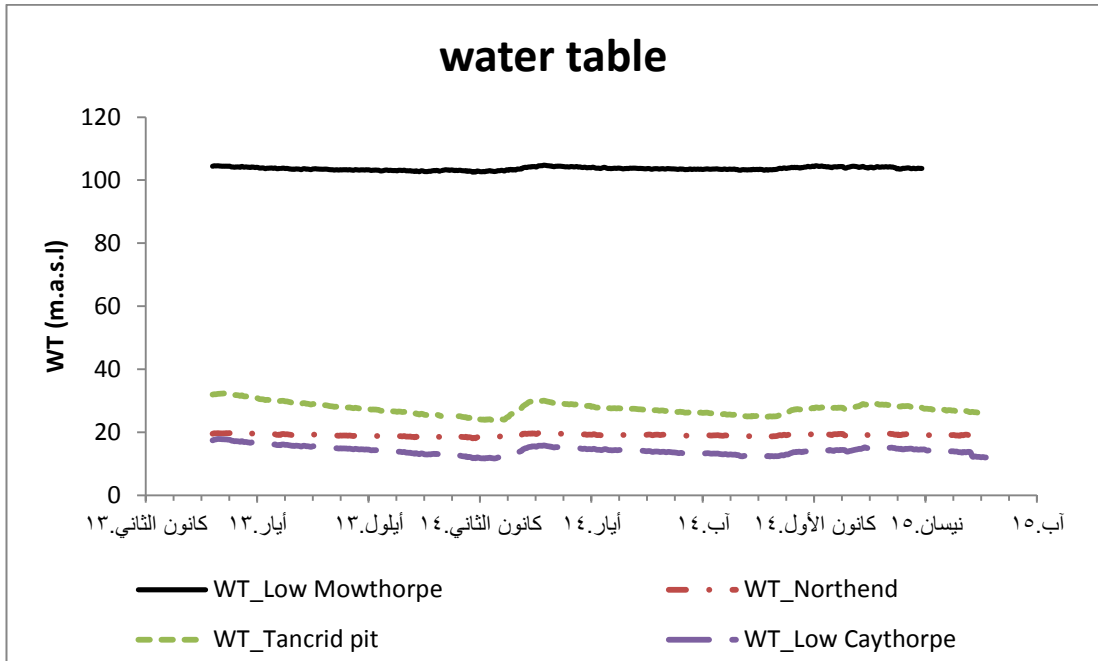 water table
120
100
80
60
40
20
0
WT (m.a.s.l)
كانون الثاني.١٣
أيار.١٣
أيلول.١٣
كانون الثاني.١٤
أيار.١٤
آب.١٤
كانون الأول.١٤
نيسان.١٥
آب.١٥
WT_Low Mowthorpe
WT_Northend
WT_Tancrid pit
WT_Low Caythorpe